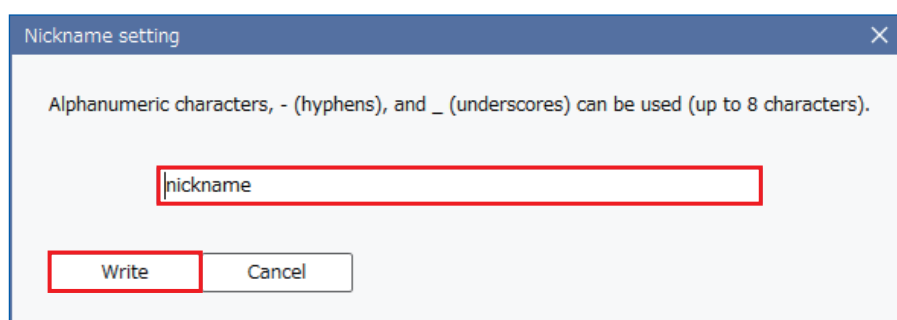 Nickname setting
Alphanumeric characters, - (hyphens), and _ (underscores) can be used (up to 8 characters).
nickname
Write Cancel